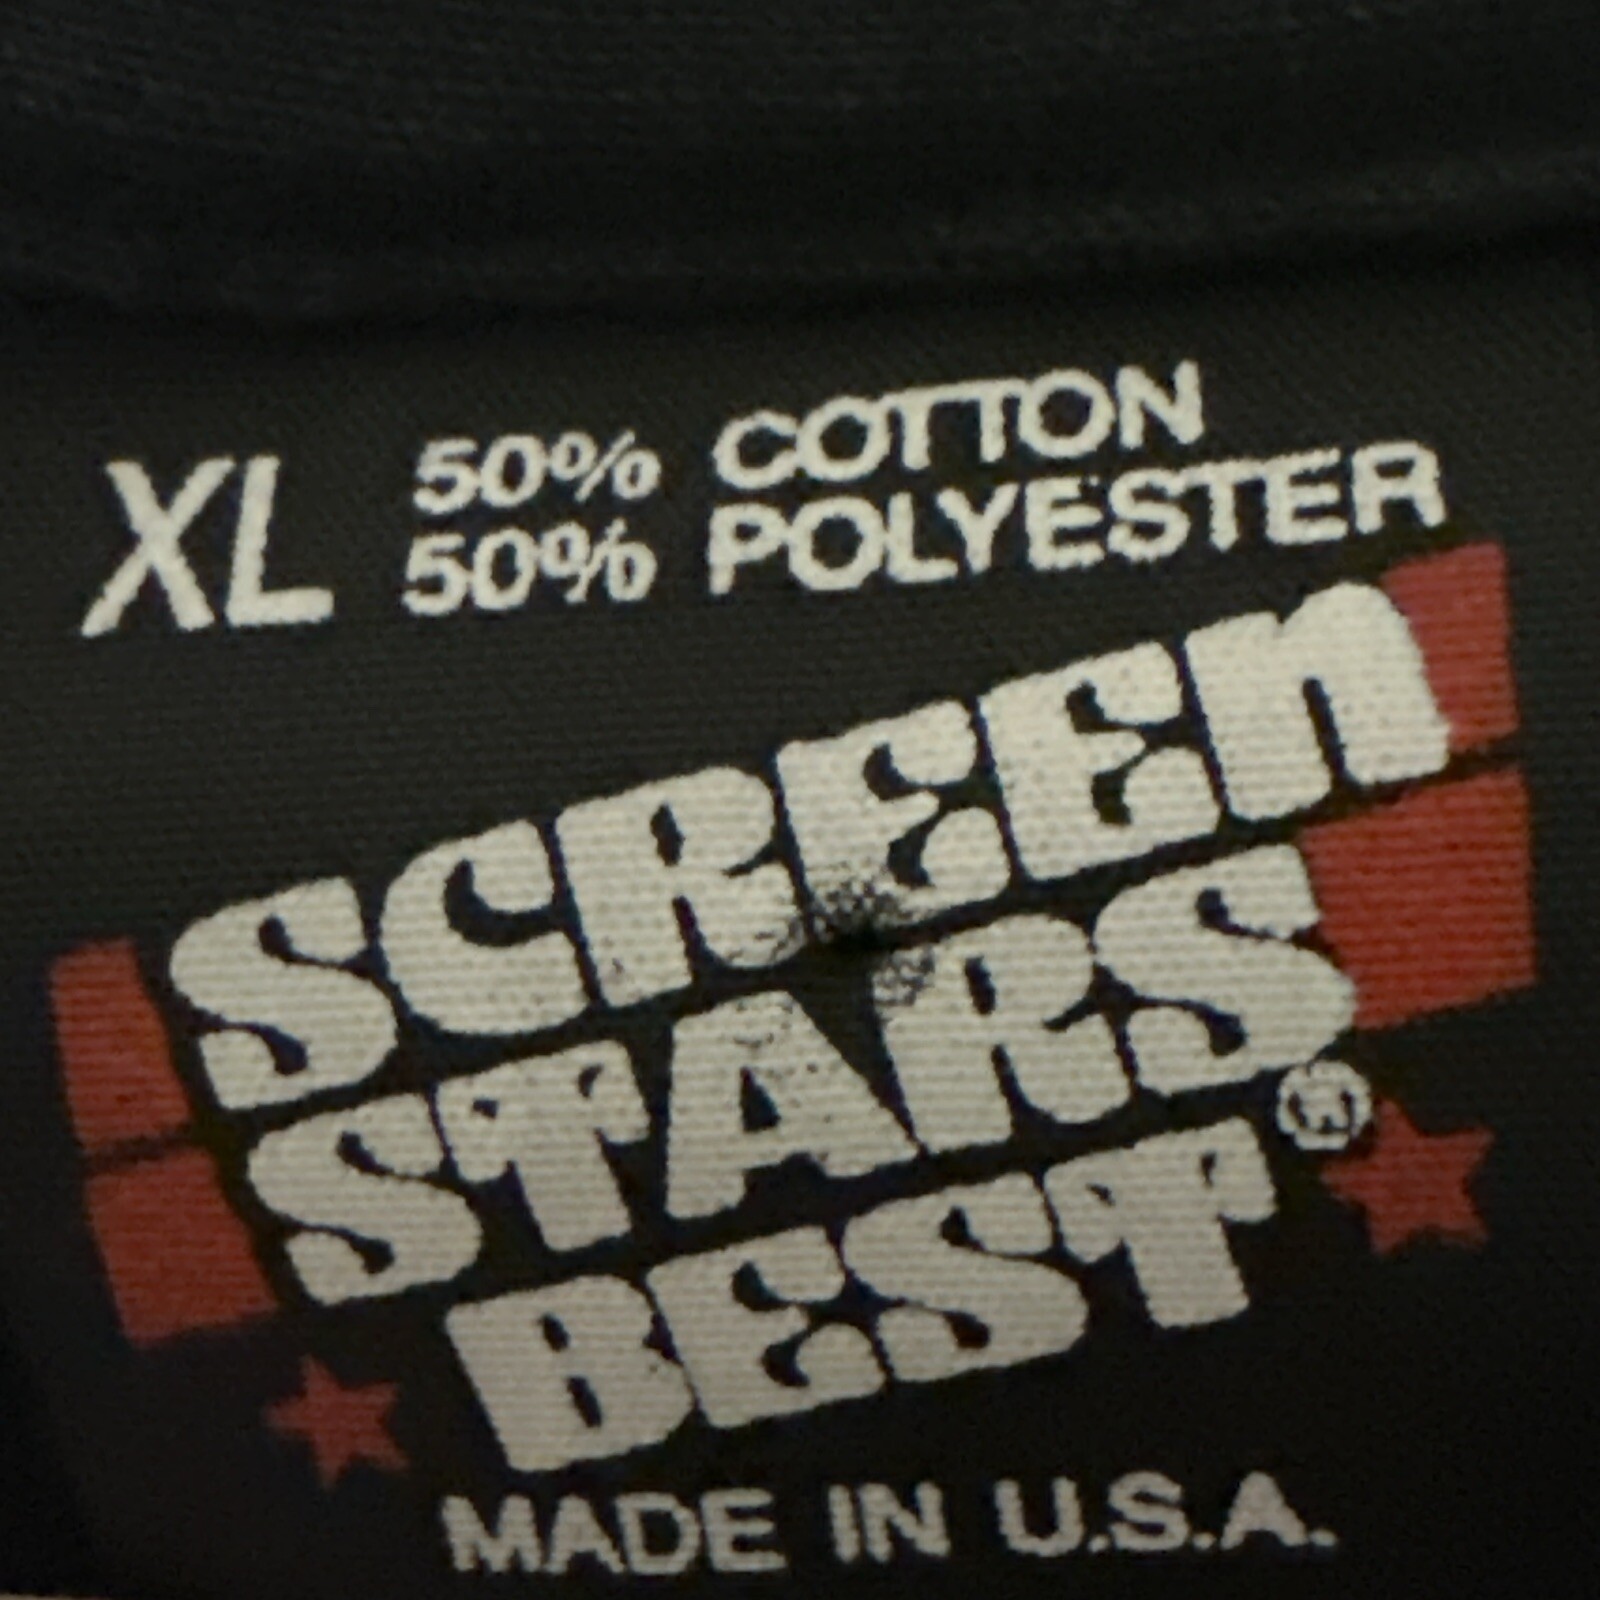 XL 50% COTTON
50% POLYESTER
SCREEN
STARS®
BEST
MADE IN U.S.A.